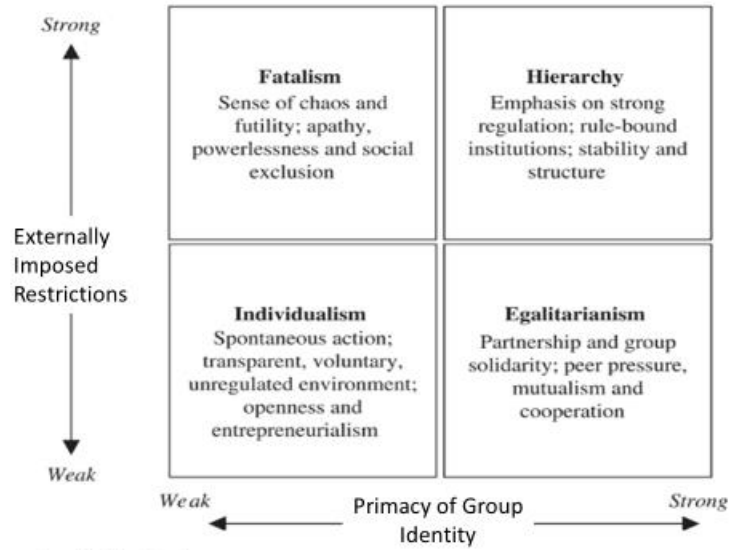 Strong
Fatalism
Sense of chaos and
futility; apathy,
powerlessness and social
exclusion
Hierarchy
Emphasis on strong
regulation; rule-bound
institutions; stability and
structure
Externally
Imposed
Restrictions
Individualism
Spontaneous action;
transparent, voluntary,
unregulated environment;
openness and
entrepreneurialism
Egalitarianism
Partnership and group
solidarity; peer pressure,
mutualism and
cooperation
Weak
Weak
Primacy of Group
Identity
Strong